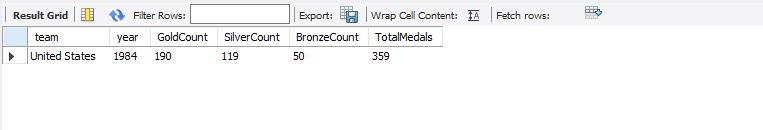 Result Grid Filter Rows: Export: Wrap Cell Content: Fetch rows:
team year GoldCount SilverCount BronzeCount TotalMedals
United States 1984 190 119 50 359